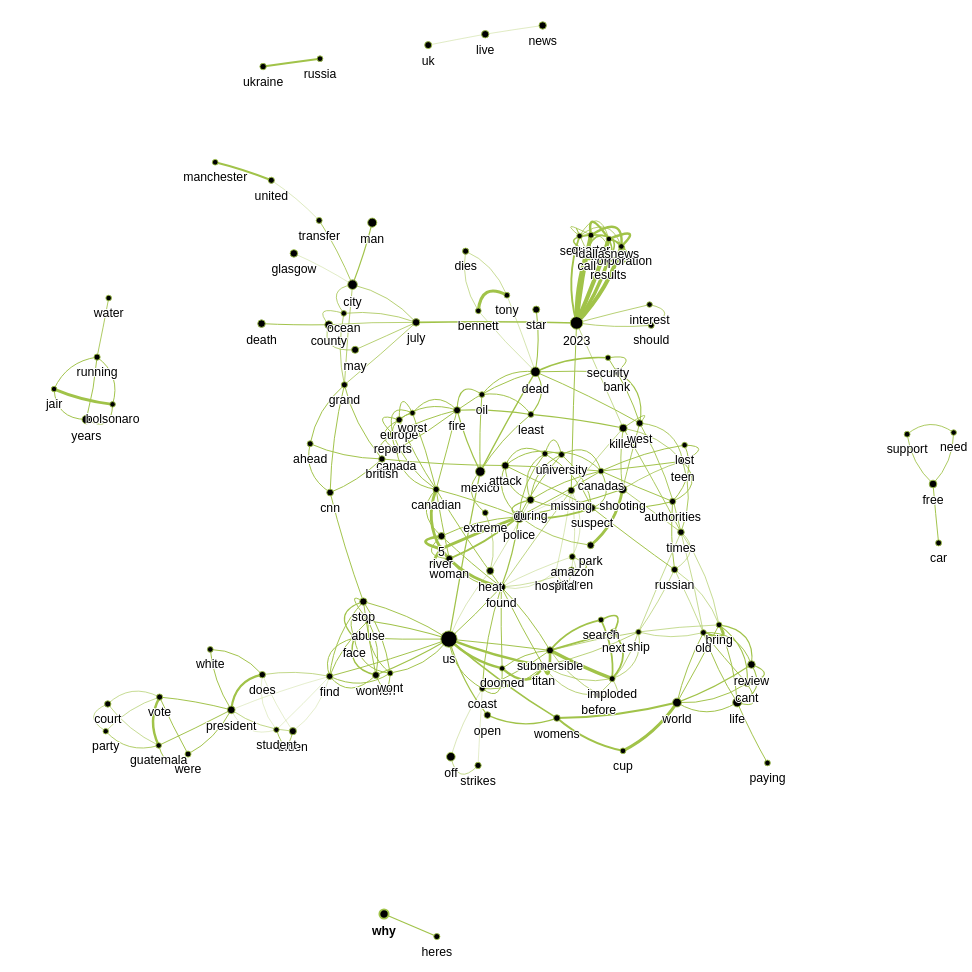 news
live
uk
russia
ukraine
manchester
united
transfer
man
glasgow
dies
dallasnews
call
results
city
water
tony
interest
bennett
star
ocean
death
county
july
2023
should
may
running
security
bank
dead
grand
jair
bolsonaro
oil
worst
fire
least
years
europe
killed
west
reports
support
need
ahead
canada
british
university
lost
mexico
attack
teen
canadas
free
cnn
canadian
missing
shooting
during
authorities
extreme
suspect
police
5
times
river
park
car
woman
amazon
heat
hospital
russian
found
stop
abuse
search
bring
face
next
ship
old
us
white
submersible
does
find
wont
doomed
titan
review
imploded
cant
vote
coast
before
court
president
open
womens
world
life
party
student
guatemala
were
cup
off
strikes
paying
why
heres